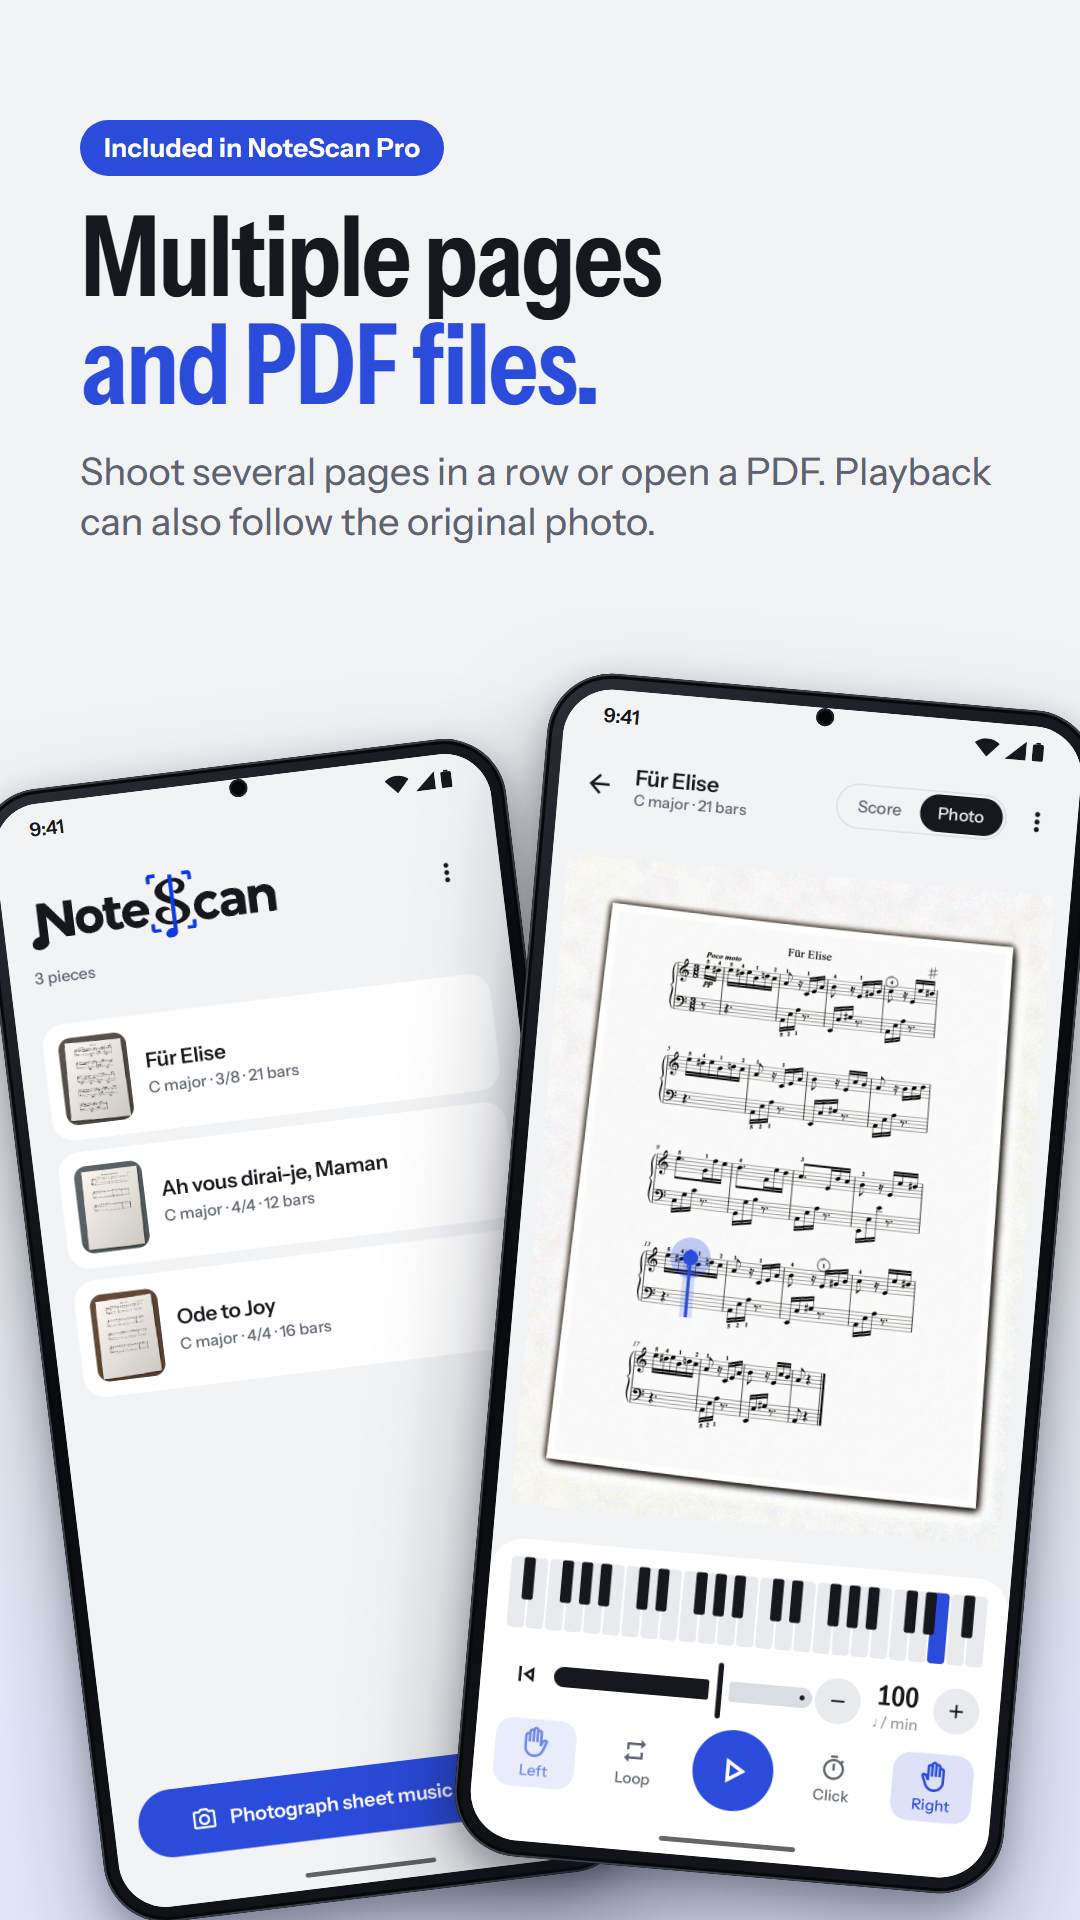 Included in NoteScan Pro
Multiple pages
and PDF files.
Shoot several pages in a row or open a PDF. Playback
can also follow the original photo.
9:41
NoteScan
3 pieces
Für Elise
C major · 3/8 · 21 bars
Ah vous dirai-je, Maman
C major · 4/4 · 12 bars
Ode to Joy
C major · 4/4 · 16 bars
Photograph sheet music
9:41
Für Elise
C major · 21 bars
Score
Photo
Für Elise
Poco moto
pp
100
♩ / min
Left
Loop
Click
Right